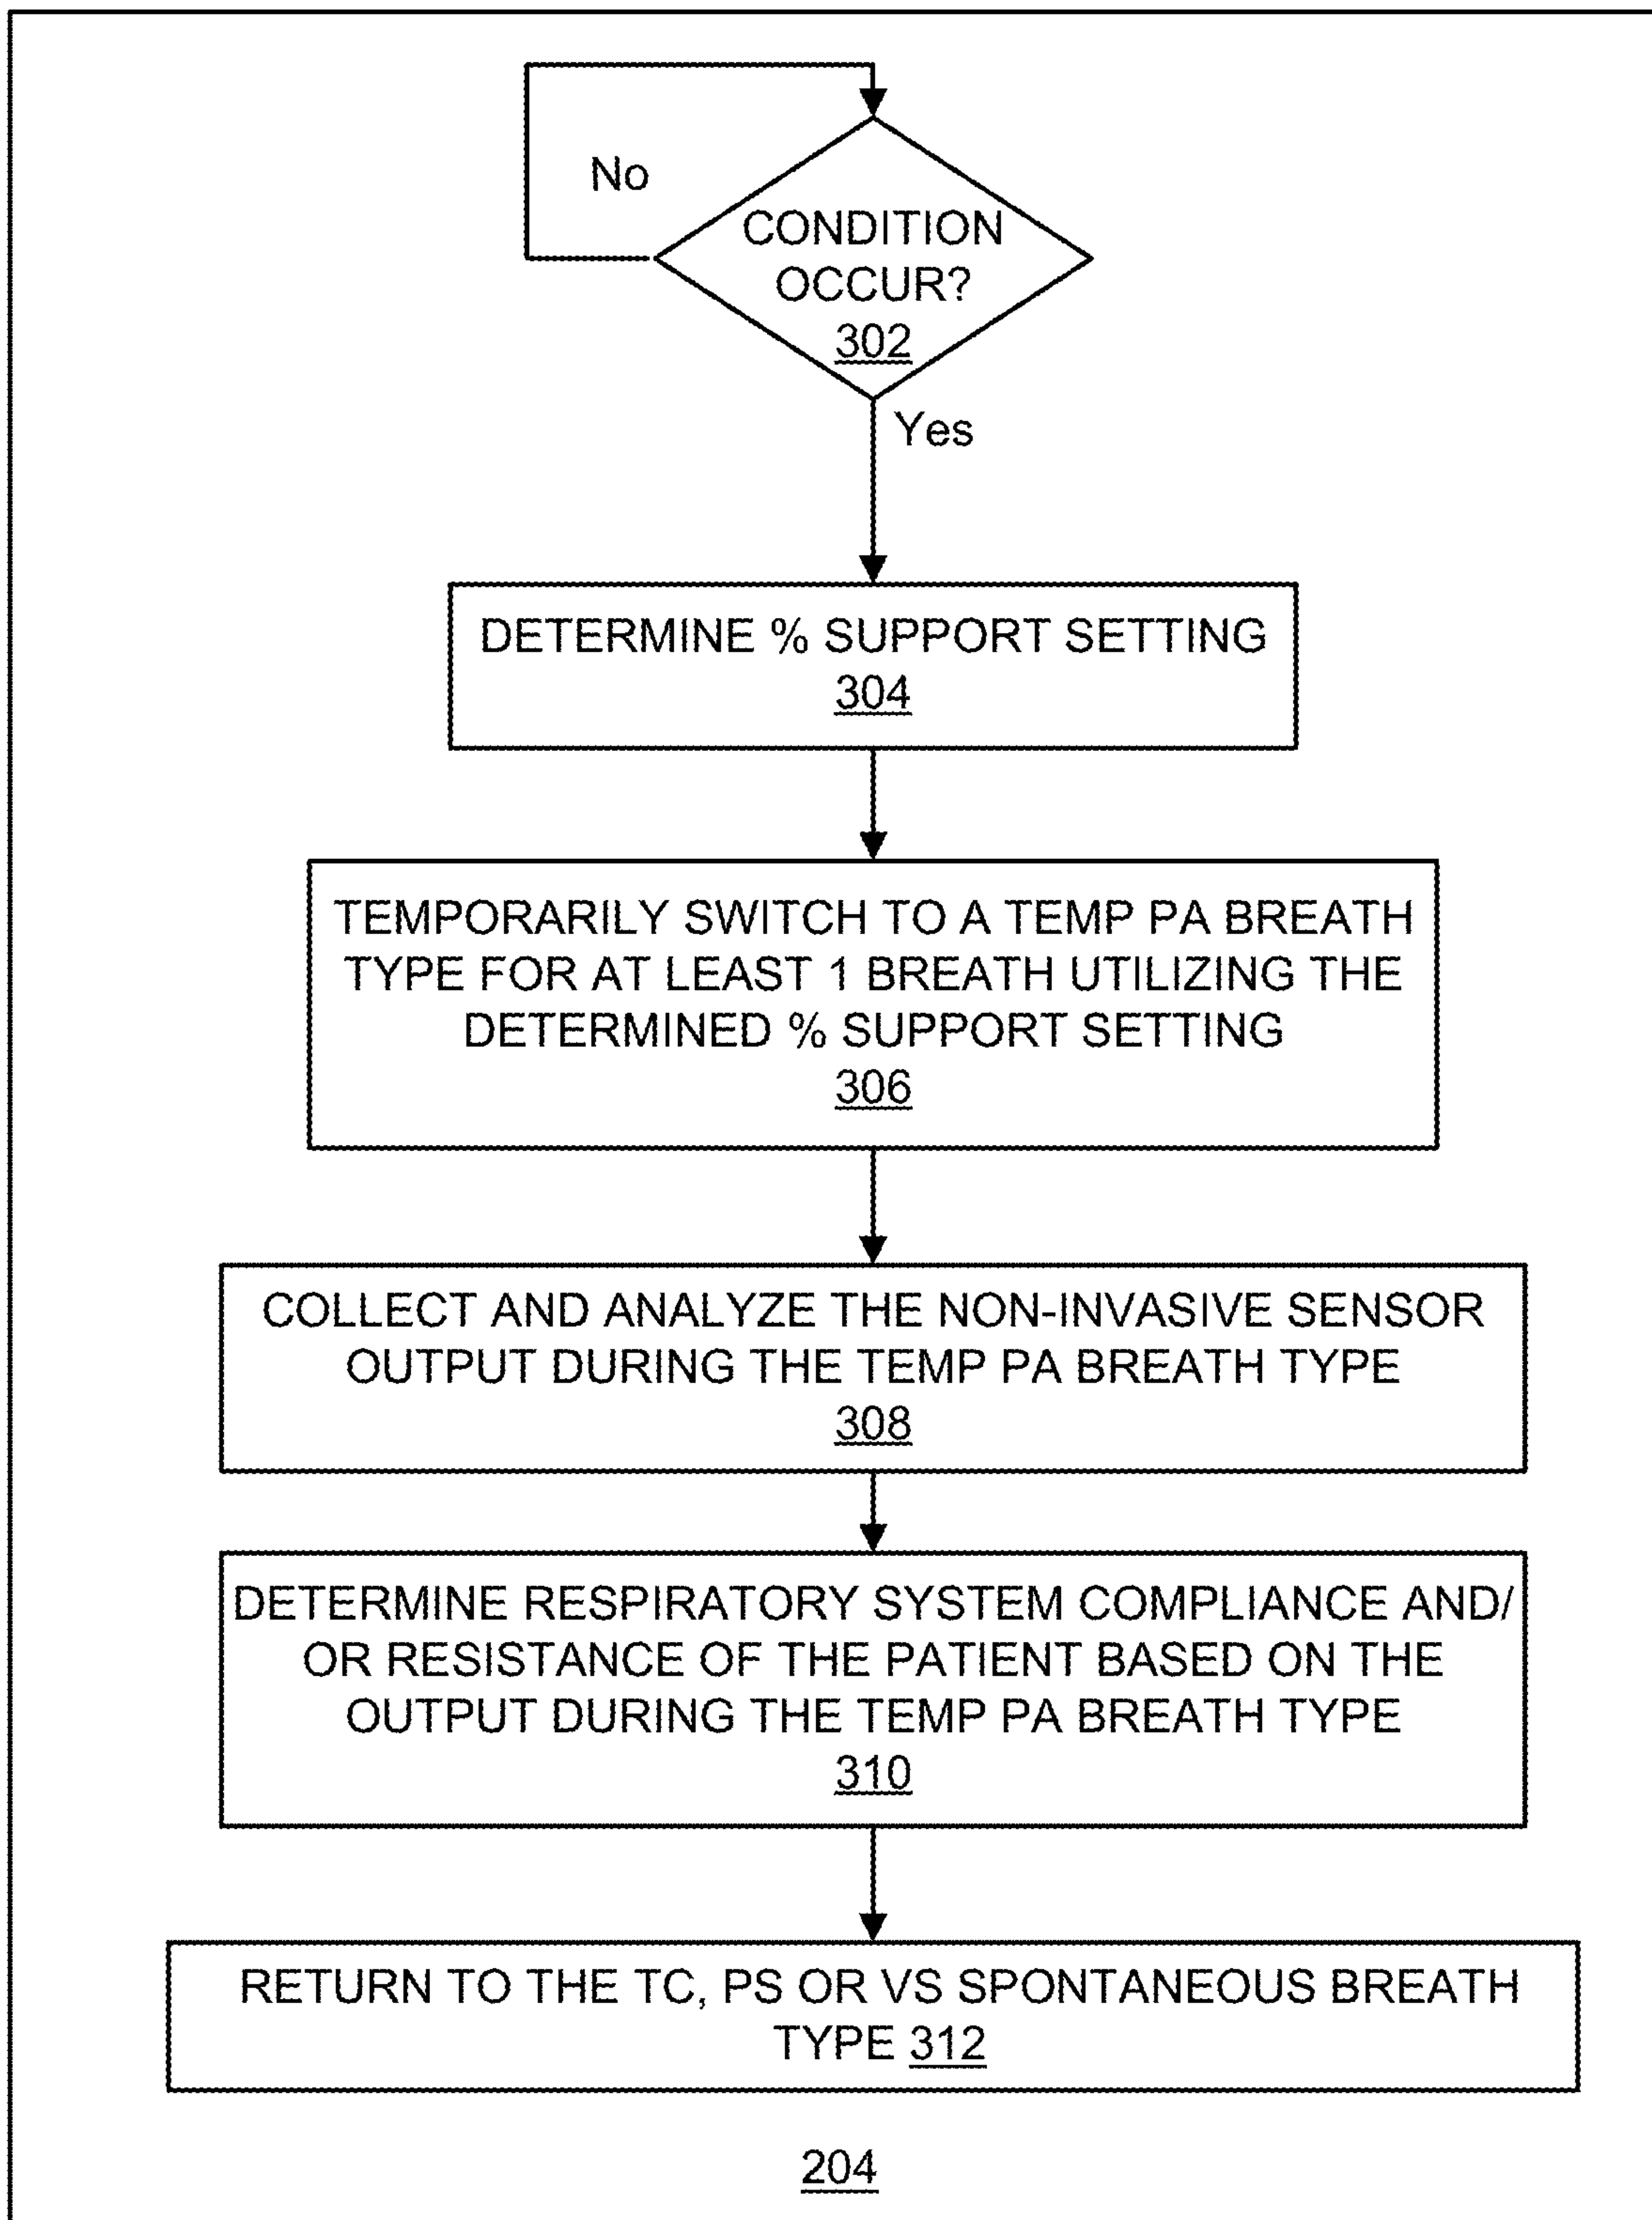 No
CONDITION
OCCUR?
302
Yes
DETERMINE % SUPPORT SETTING
304
TEMPORARILY SWITCH TO A TEMP PA BREATH
TYPE FOR AT LEAST 1 BREATH UTILIZING THE
DETERMINED % SUPPORT SETTING
306
COLLECT AND ANALYZE THE NON-INVASIVE SENSOR
OUTPUT DURING THE TEMP PA BREATH TYPE
308
DETERMINE RESPIRATORY SYSTEM COMPLIANCE AND/
OR RESISTANCE OF THE PATIENT BASED ON THE
OUTPUT DURING THE TEMP PA BREATH TYPE
310
RETURN TO THE TC, PS OR VS SPONTANEOUS BREATH
TYPE 312
204